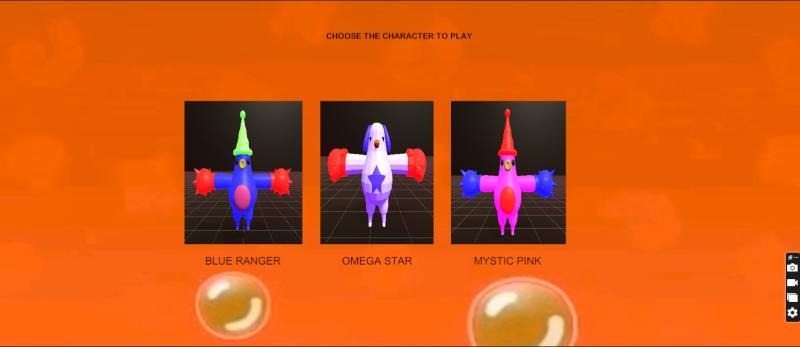 CHOOSE THE CHARACTER TO PLAY
BLUE RANGER
OMEGA STAR
MYSTIC PINK